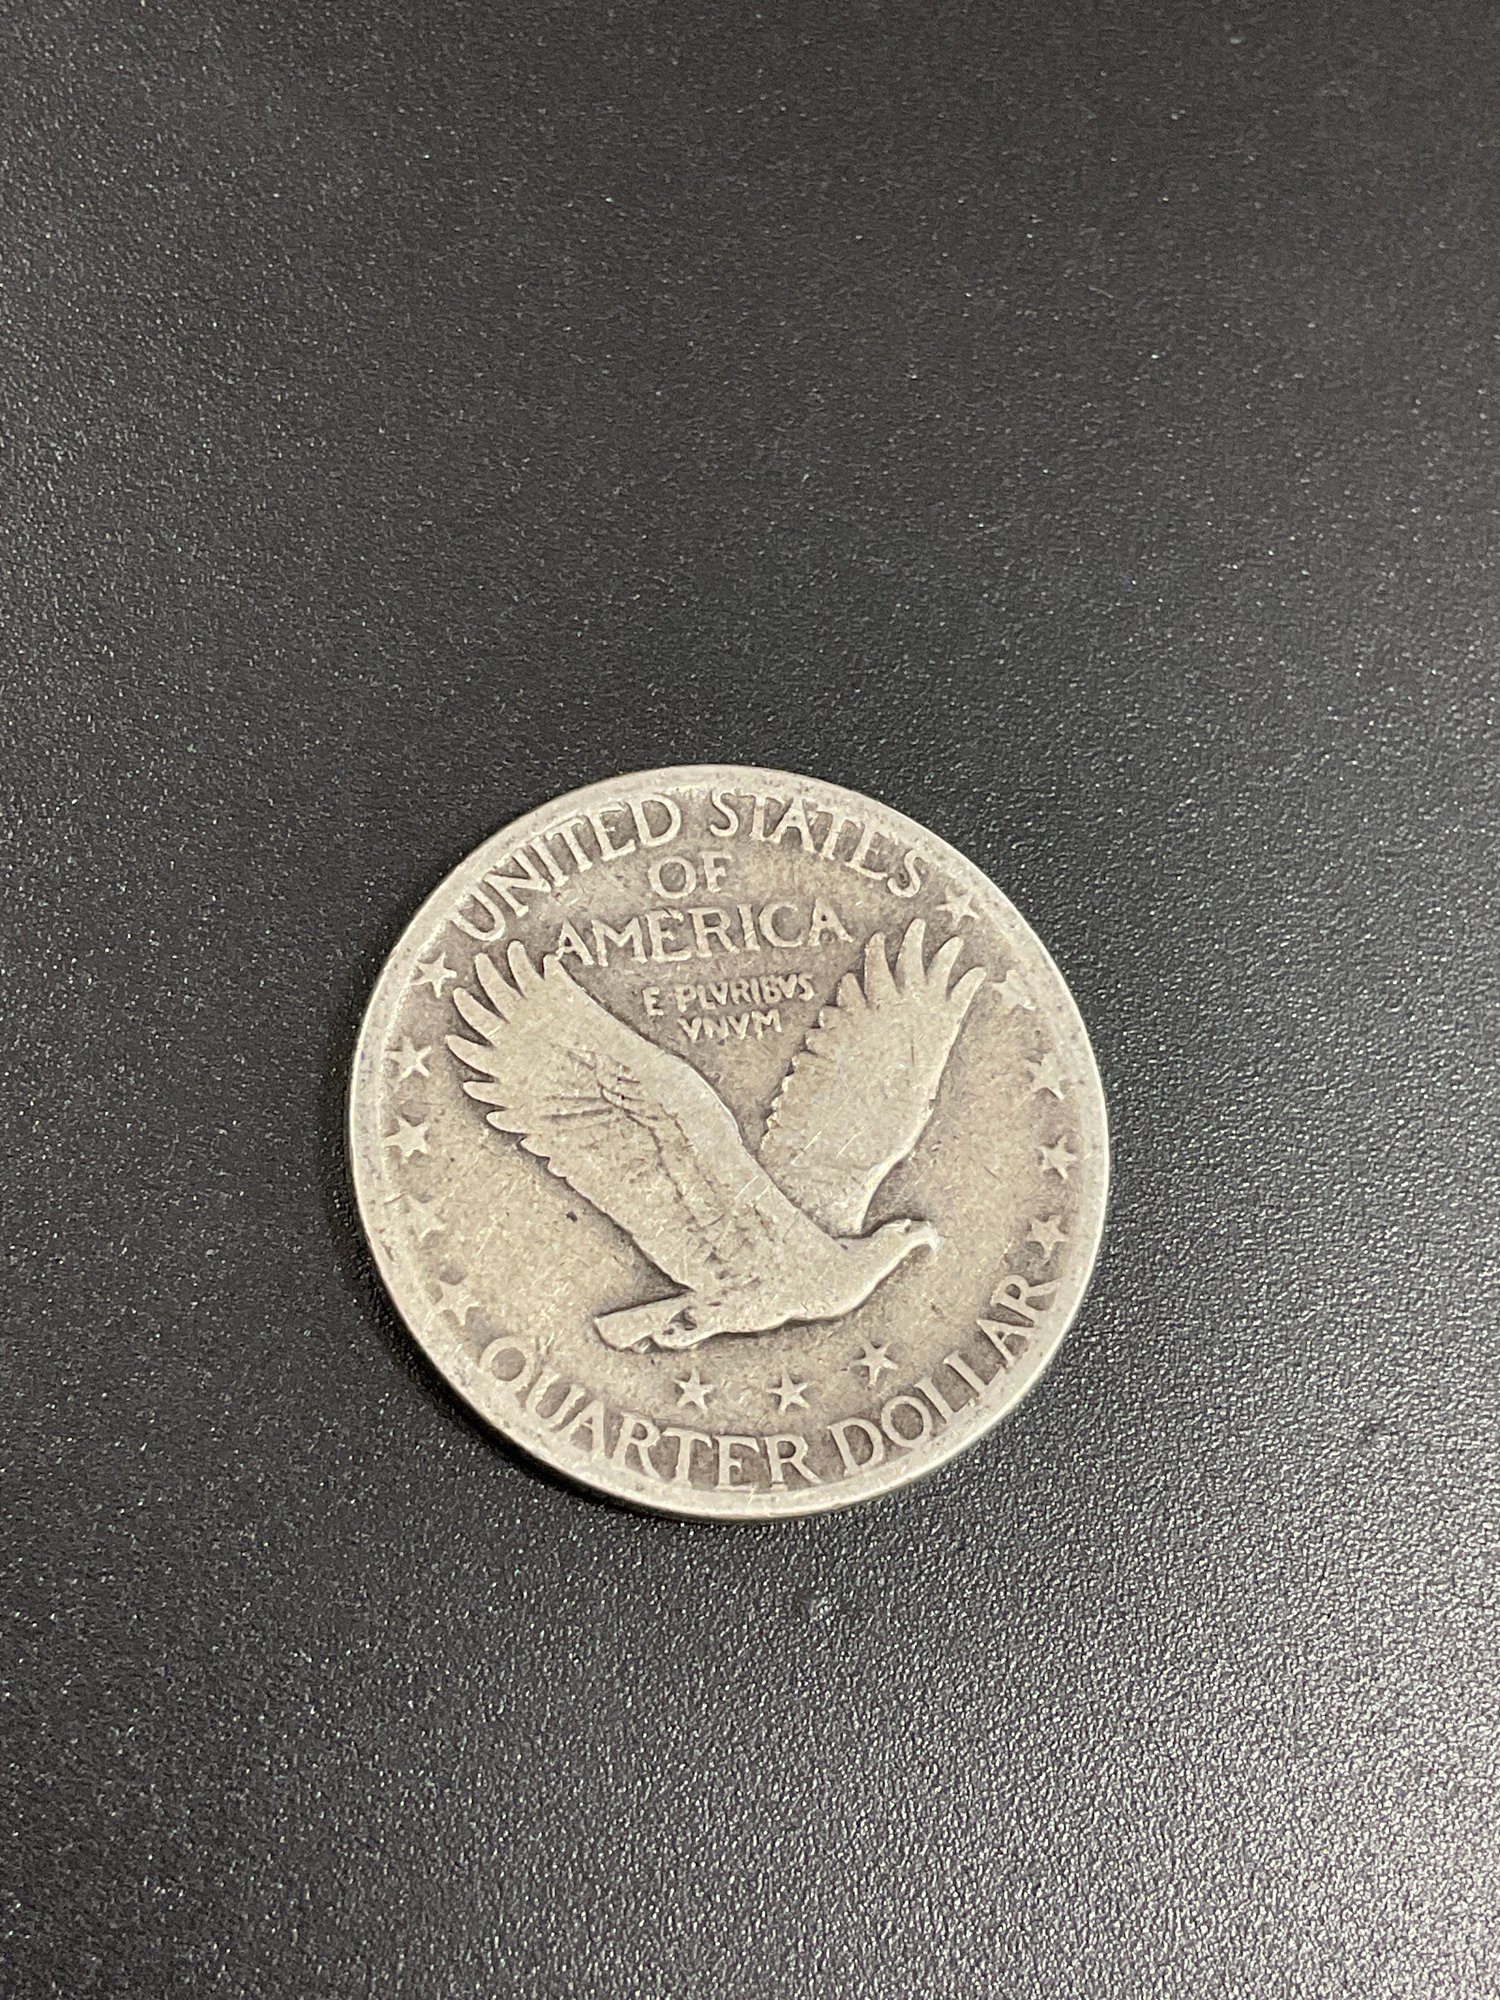 UNITED STATES
OF
AMERICA
E PLVRIBVS
VNVM
QUARTER DOLLAR